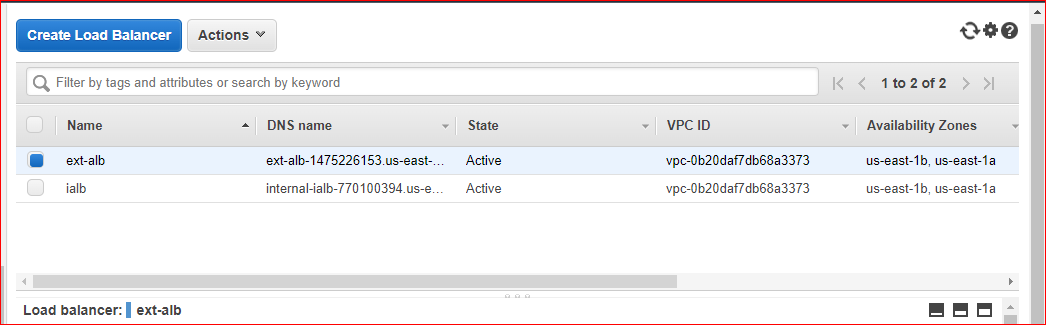 Create Load Balancer Actions
Filter by tags and attributes or search by keyword 1 to 2 of 2
Name DNS name State VPC ID Availability Zones
ext-alb ext-alb-1475226153.us-east-... Active vpc-0b20daf7db68a3373 us-east-1b, us-east-1a
ialb internal-ialb-770100394.us-e... Active vpc-0b20daf7db68a3373 us-east-1b, us-east-1a
Load balancer: ext-alb